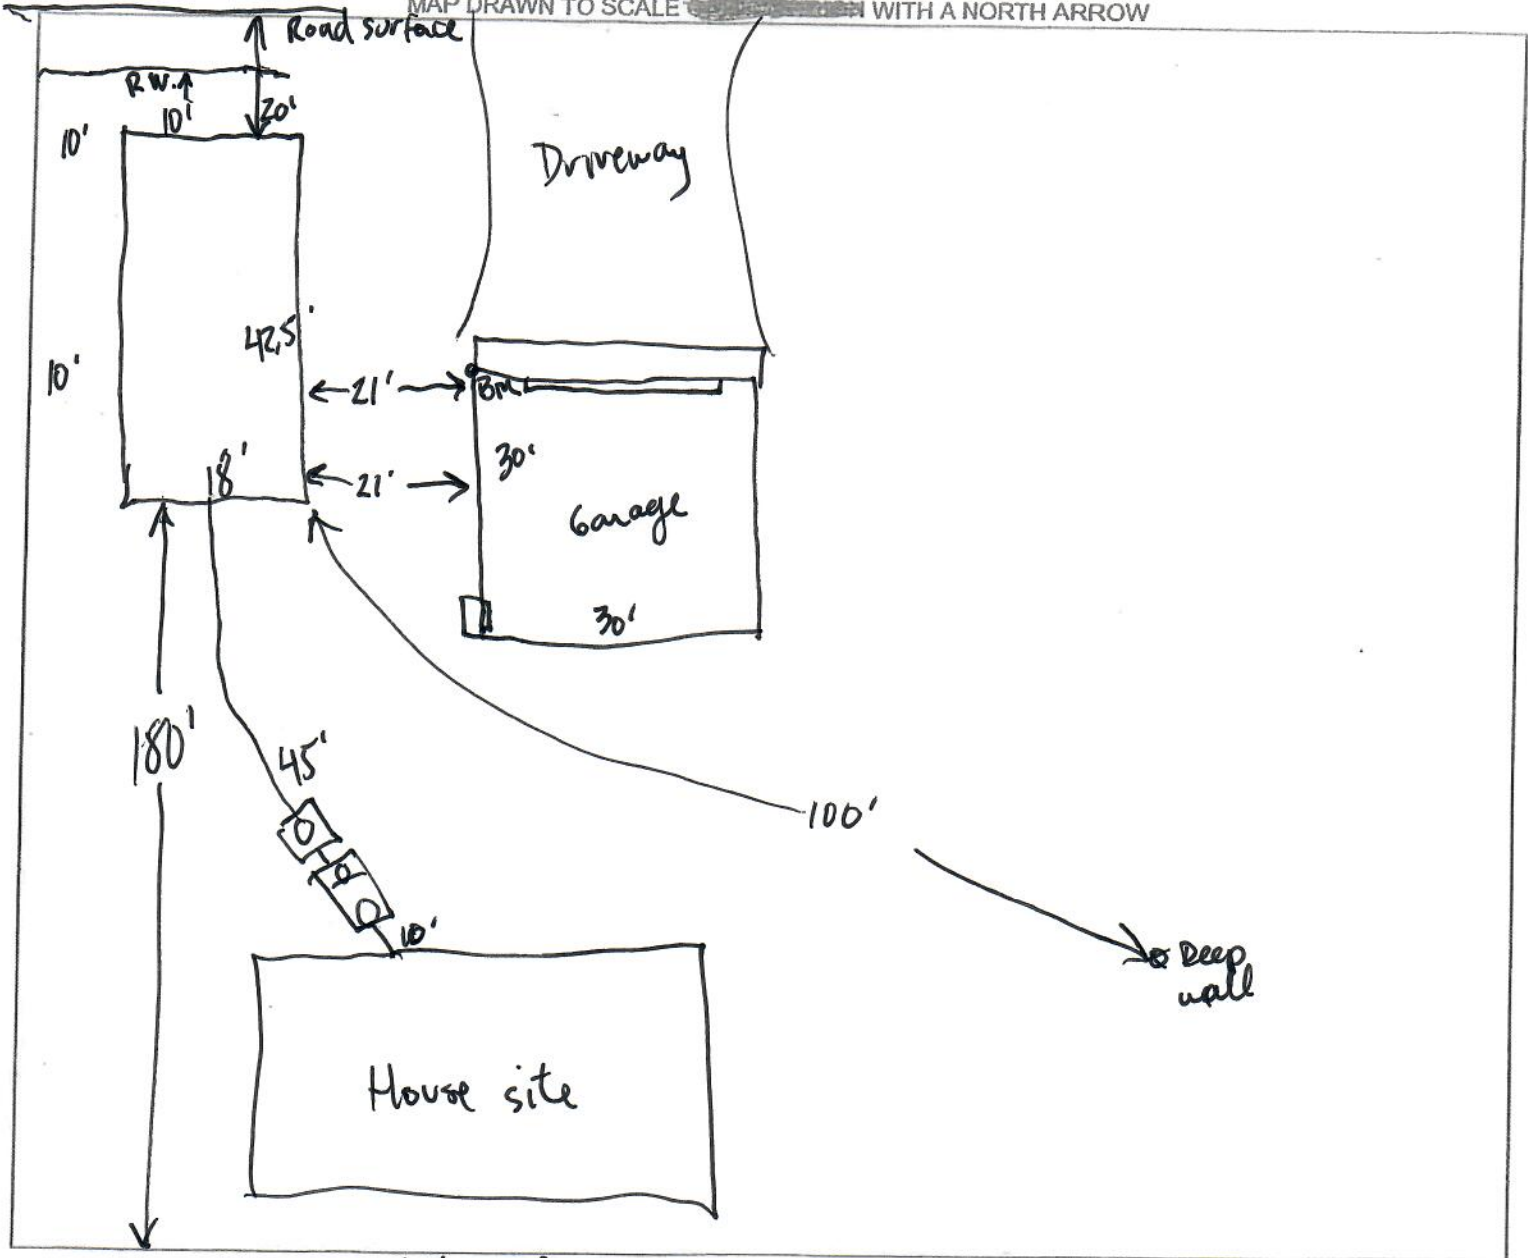 MAP DRAWN TO SCALE WITH A NORTH ARROW
Road surface
R.W.
10'
20'
10'
Driveway
42.5'
10'
21'
BM
18'
21'
30'
Garage
30'
180'
45'
100'
10'
Deep
well
House site